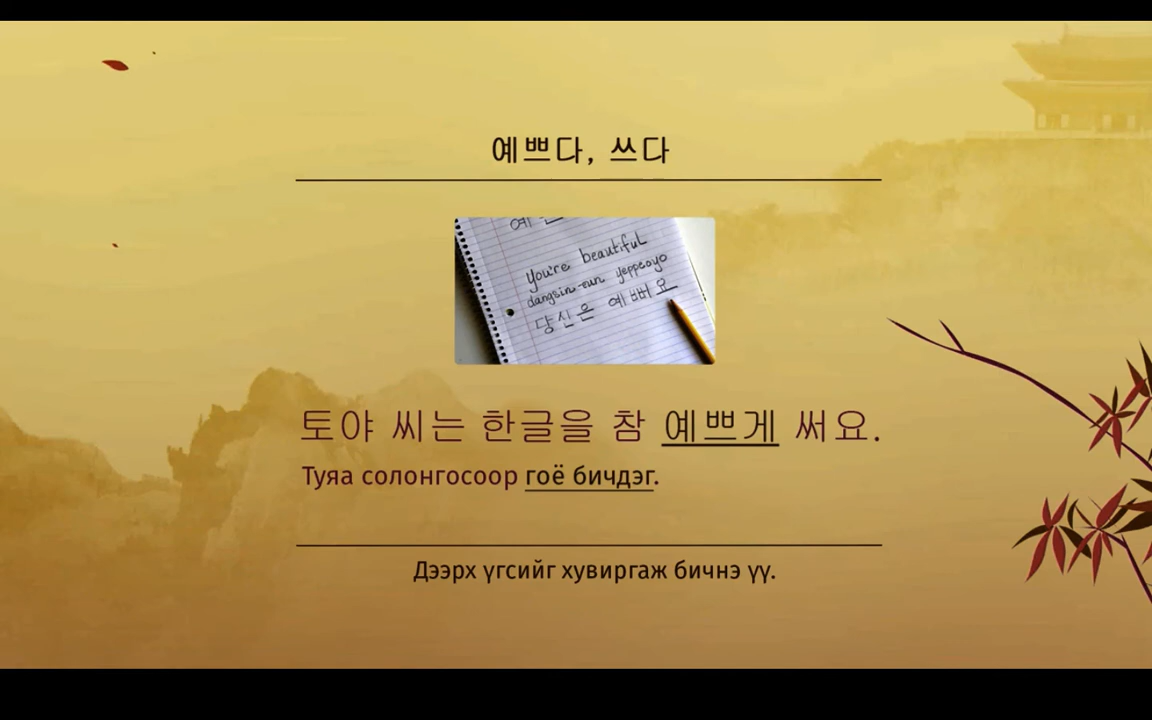 예쁘다, 쓰다
예쁜
You're beautiful
dangsin-eun yeppeoyo
당신은 예뻐요
토야 씨는 한글을 참 예쁘게 써요.
Туяа солонгосоор гоё бичдэг.
Дээрх үгсийг хувиргаж бичнэ үү.